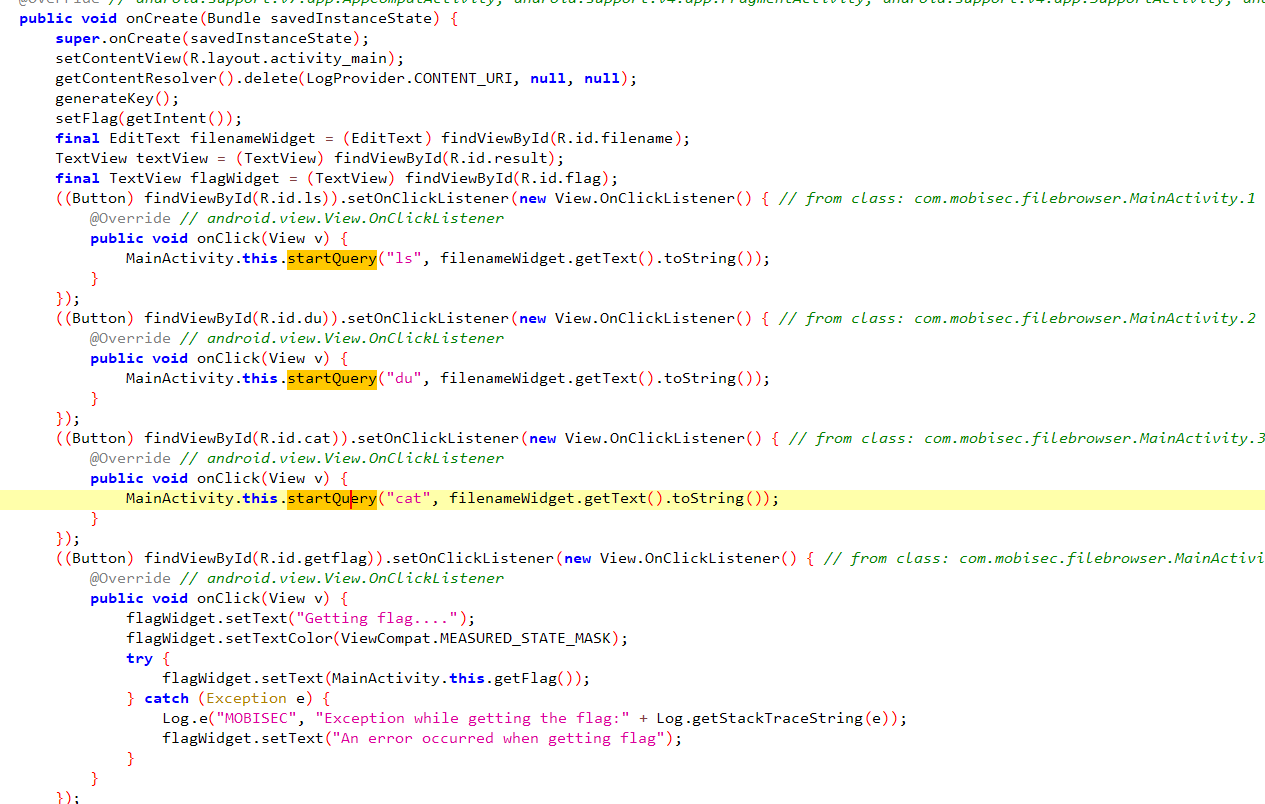 @Override // android.support.v7.app.AppCompatActivity, android.support.v4.app.FragmentActivity, android.support.v4.app.SupportActivity, and
public void onCreate(Bundle savedInstanceState) {
super.onCreate(savedInstanceState);
setContentView(R.layout.activity_main);
getContentResolver().delete(LogProvider.CONTENT_URI, null, null);
generateKey();
setFlag(getIntent());
final EditText filenameWidget = (EditText) findViewById(R.id.filename);
TextView textView = (TextView) findViewById(R.id.result);
final TextView flagWidget = (TextView) findViewById(R.id.flag);
((Button) findViewById(R.id.ls)).setOnClickListener(new View.OnClickListener() { // from class: com.mobisec.filebrowser.MainActivity.1
@Override // android.view.View.OnClickListener
public void onClick(View v) {
MainActivity.this.startQuery("ls", filenameWidget.getText().toString());
}
});
((Button) findViewById(R.id.du)).setOnClickListener(new View.OnClickListener() { // from class: com.mobisec.filebrowser.MainActivity.2
@Override // android.view.View.OnClickListener
public void onClick(View v) {
MainActivity.this.startQuery("du", filenameWidget.getText().toString());
}
});
((Button) findViewById(R.id.cat)).setOnClickListener(new View.OnClickListener() { // from class: com.mobisec.filebrowser.MainActivity.3
@Override // android.view.View.OnClickListener
public void onClick(View v) {
MainActivity.this.startQuery("cat", filenameWidget.getText().toString());
}
});
((Button) findViewById(R.id.getflag)).setOnClickListener(new View.OnClickListener() { // from class: com.mobisec.filebrowser.MainActivi
@Override // android.view.View.OnClickListener
public void onClick(View v) {
flagWidget.setText("Getting flag....");
flagWidget.setTextColor(ViewCompat.MEASURED_STATE_MASK);
try {
flagWidget.setText(MainActivity.this.getFlag());
} catch (Exception e) {
Log.e("MOBISEC", "Exception while getting the flag:" + Log.getStackTraceString(e));
flagWidget.setText("An error occurred when getting flag");
}
}
});